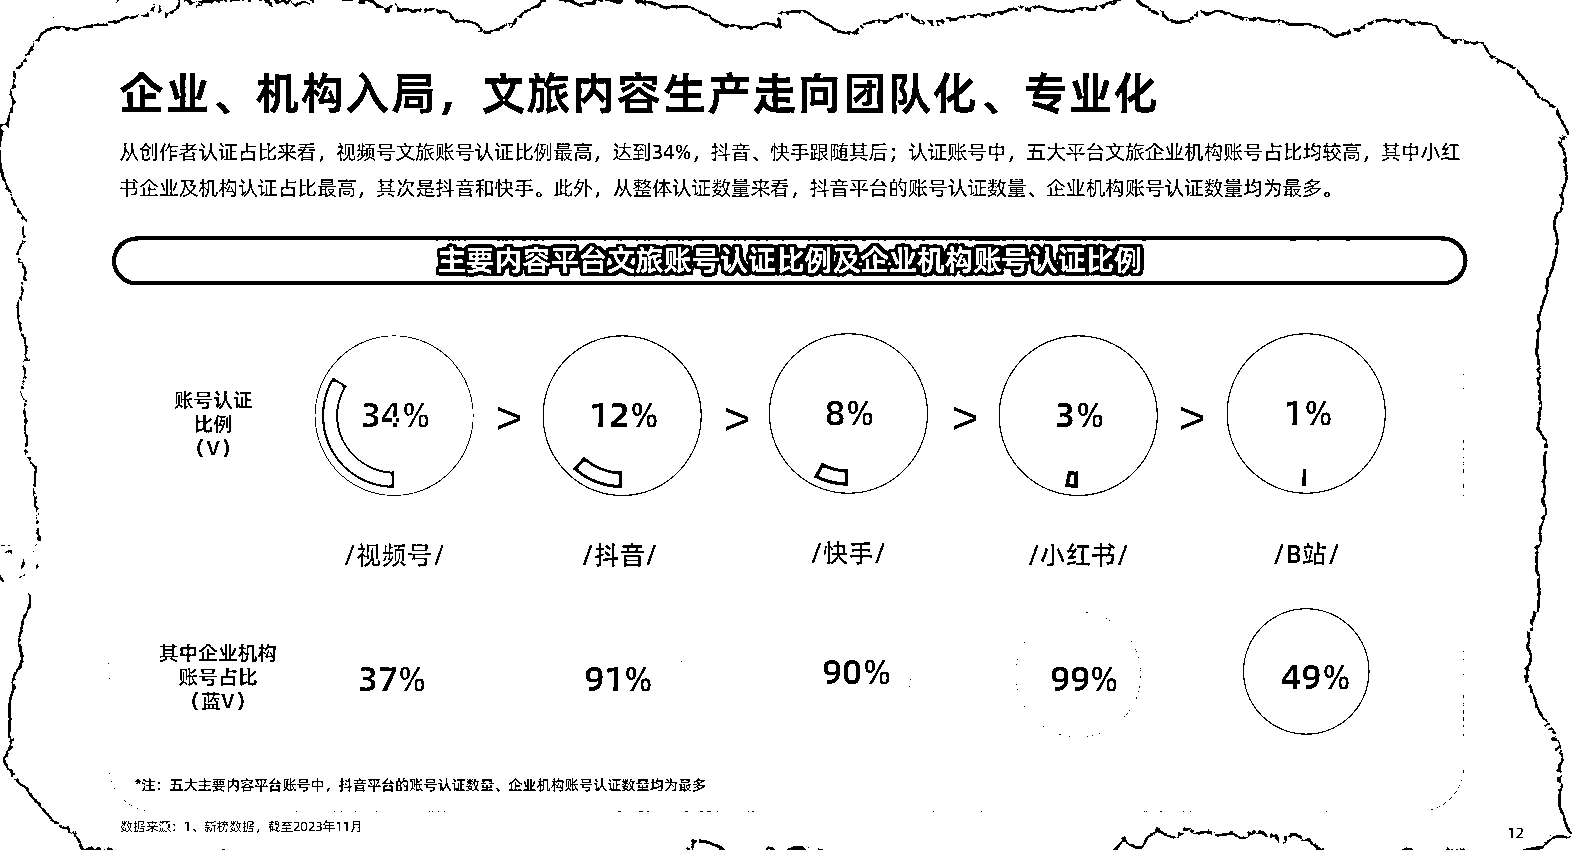 企业、机构入局，文旅内容生产走向团队化、专业化
从创作者认证占比来看，视频号文旅账号认证比例最高，达到34%，抖音、快手跟随其后；认证账号中，五大平台文旅企业机构账号占比均较高，其中小红
书企业及机构认证占比最高，其次是抖音和快手。此外，从整体认证数量来看，抖音平台的账号认证数量、企业机构账号认证数量均为最多。
主要内容平台文旅账号认证比例及企业机构账号认证比例
账号认证
比例
（V）
34% > 12% > 8% > 3% > 1%
/视频号/ /抖音/ /快手/ /小红书/ /B站/
其中企业机构
账号占比
（蓝V）
37% 91% 90% 99% 49%
*注：五大主要内容平台账号中，抖音平台的账号认证数量、企业机构账号认证数量均为最多
数据来源：1、新榜数据，截至2023年11月
12